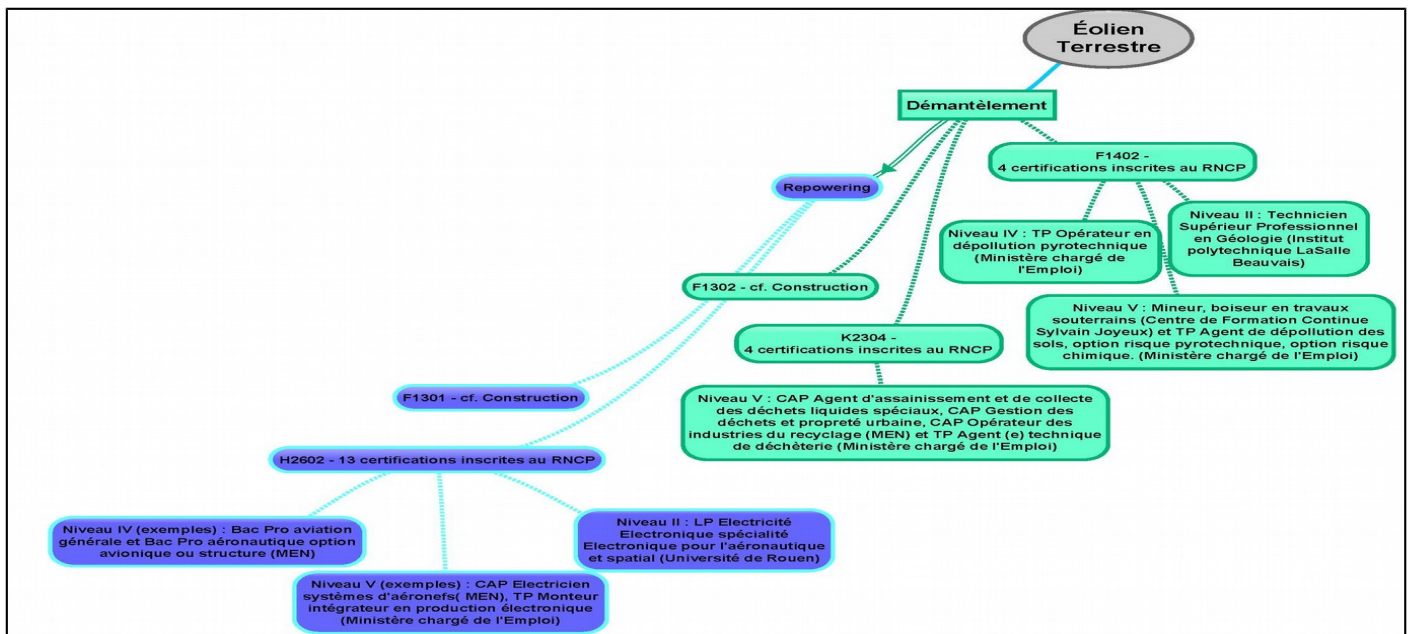 Éolien
Terrestre
Démantèlement
F1402 -
4 certifications inscrites au RNCP
Repowering
Niveau IV : TP Opérateur en
dépollution pyrotechnique
(Ministère chargé de
l'Emploi)
Niveau II : Technicien
Supérieur Professionnel
en Géologie (Institut
polytechnique LaSalle
Beauvais)
F1302 - cf. Construction
Niveau V : Mineur, boiseur en travaux
souterrains (Centre de Formation Continue
Sylvain Joyeux) et TP Agent de dépollution des
sols, option risque pyrotechnique, option risque
chimique. (Ministère chargé de l'Emploi)
K2304 -
4 certifications inscrites au RNCP
F1301 - cf. Construction
Niveau V : CAP Agent d'assainissement et de collecte
des déchets liquides spéciaux, CAP Gestion des
déchets et propreté urbaine, CAP Opérateur des
industries du recyclage (MEN) et TP Agent (e) technique
de déchèterie (Ministère chargé de l'Emploi)
H2602 - 13 certifications inscrites au RNCP
Niveau IV (exemples) : Bac Pro aviation
générale et Bac Pro aéronautique option
avionique ou structure (MEN)
Niveau II : LP Electricité
Electronique spécialité
Electronique pour l'aéronautique
et spatial (Université de Rouen)
Niveau V (exemples) : CAP Electricien
systèmes d'aéronefs( MEN), TP Monteur
intégrateur en production électronique
(Ministère chargé de l'Emploi)